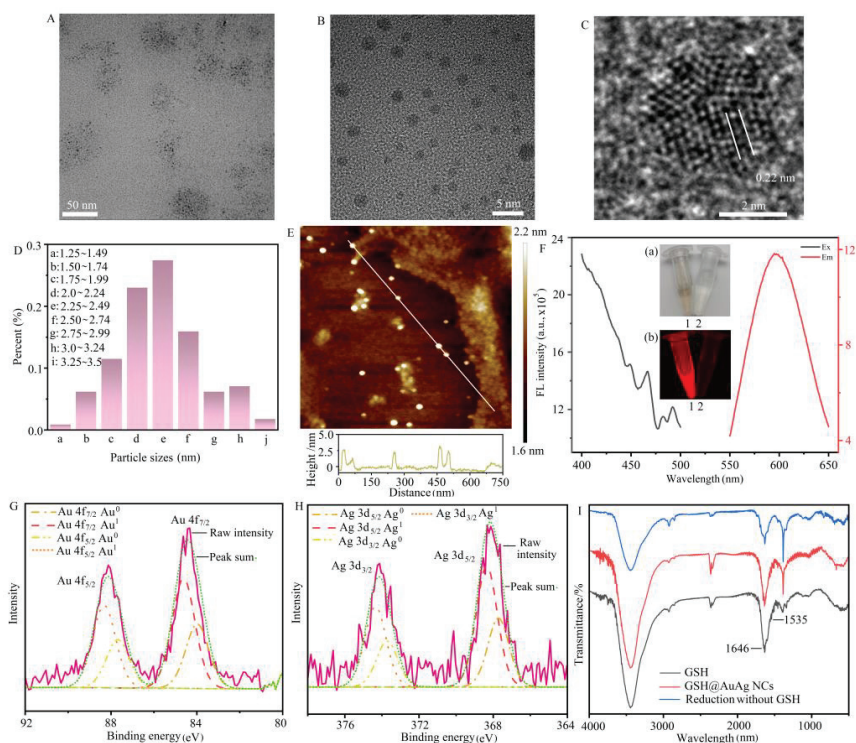 A
50 nm
B
5 nm
C
0.22 nm
2 nm
D
0.3
0.2
0.1
0.0
Percent (%)
a:1.25~1.49
b:1.50~1.74
c:1.75~1.99
d:2.0~2.24
e:2.25~2.49
f:2.50~2.74
g:2.75~2.99
h:3.0~3.24
i:3.25~3.5
a b c d e f g h j
Particle sizes (nm)
E
2.2 nm
1.6 nm
Height /nm
5.0
2.5
0.0
0 150 300 450 600 750
Distance(nm)
F
FL intensity (a.u., x10⁵)
23
20
17
14
11
(a)
1 2
(b)
1 2
Ex
Em
12
10
8
6
4
400 450 500 550 600 650
Wavelength(nm)
G
Au 4f7/2 Au⁰
Au 4f7/2 Au¹
Au 4f5/2 Au⁰
Au 4f5/2 Au¹
Au 4f7/2
Raw intensity
Peak sum
Au 4f5/2
Intensity
92 88 84 80
Binding energy(eV)
H
Ag 3d5/2 Ag⁰
Ag 3d5/2 Ag¹
Ag 3d3/2 Ag⁰
Ag 3d3/2 Ag¹
Ag 3d5/2
Raw
intensity
Peak sum
Ag 3d3/2
Intensity
376 372 368 364
Binding energy (eV)
I
Transmittance/%
1535
1646
GSH
GSH@AuAg NCs
Reduction without GSH
4000 3000 2000 1000
Wavelength (nm)